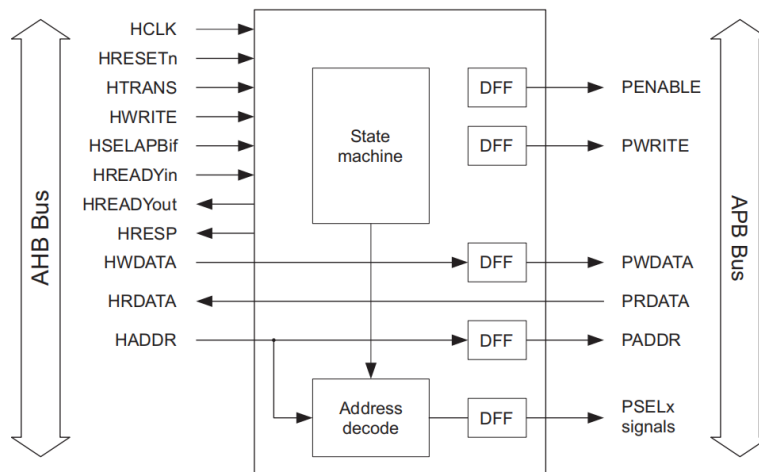 AHB Bus
HCLK
HRESETn
HTRANS
HWRITE
HSELAPBif
HREADYin
HREADYout
HRESP
HWDATA
HRDATA
HADDR
State
machine
Address
decode
DFF
DFF
DFF
DFF
DFF
PENABLE
PWRITE
PWDATA
PRDATA
PADDR
PSELx
signals
APB Bus